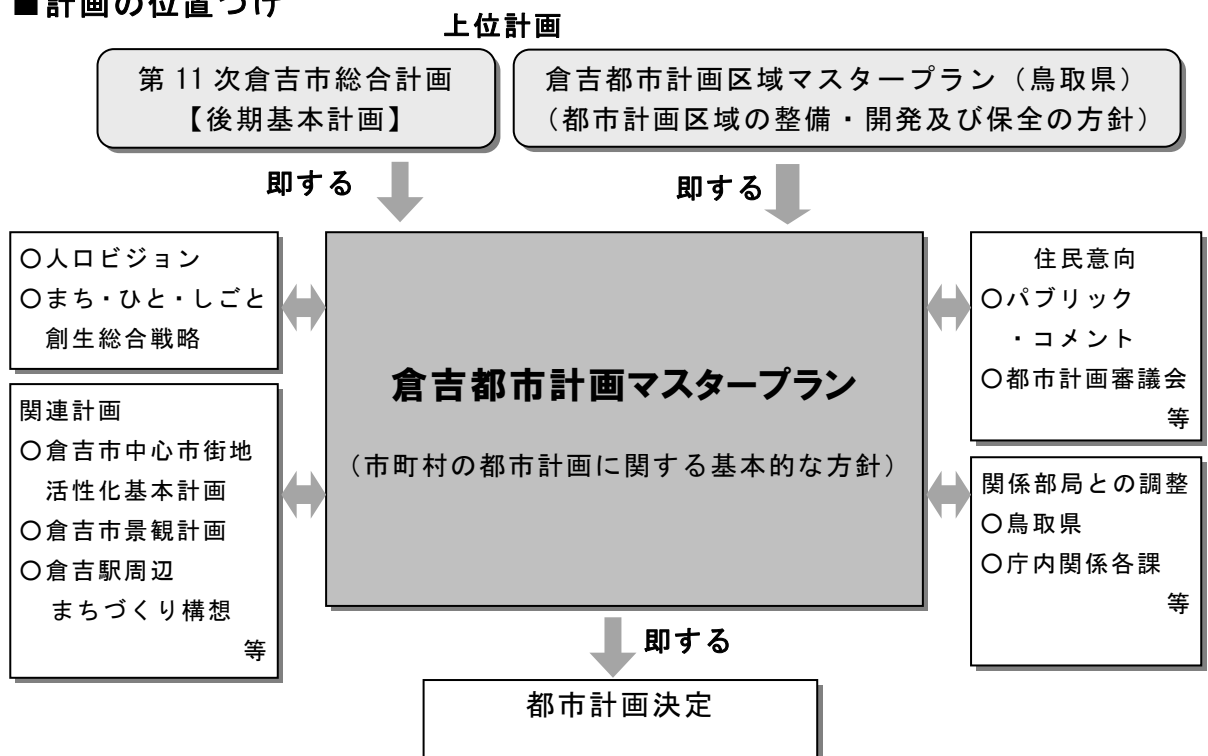 ■計画の位置づけ
上位計画
第 11 次倉吉市総合計画
【後期基本計画】
倉吉都市計画区域マスタープラン（鳥取県）
（都市計画区域の整備・開発及び保全の方針）
即する
即する
〇人口ビジョン
〇まち・ひと・しごと
創生総合戦略
関連計画
〇倉吉市中心市街地
活性化基本計画
〇倉吉市景観計画
〇倉吉駅周辺
まちづくり構想
等
倉吉都市計画マスタープラン
（市町村の都市計画に関する基本的な方針）
住民意向
〇パブリック
・コメント
〇都市計画審議会
等
関係部局との調整
〇鳥取県
〇庁内関係各課
等
即する
都市計画決定